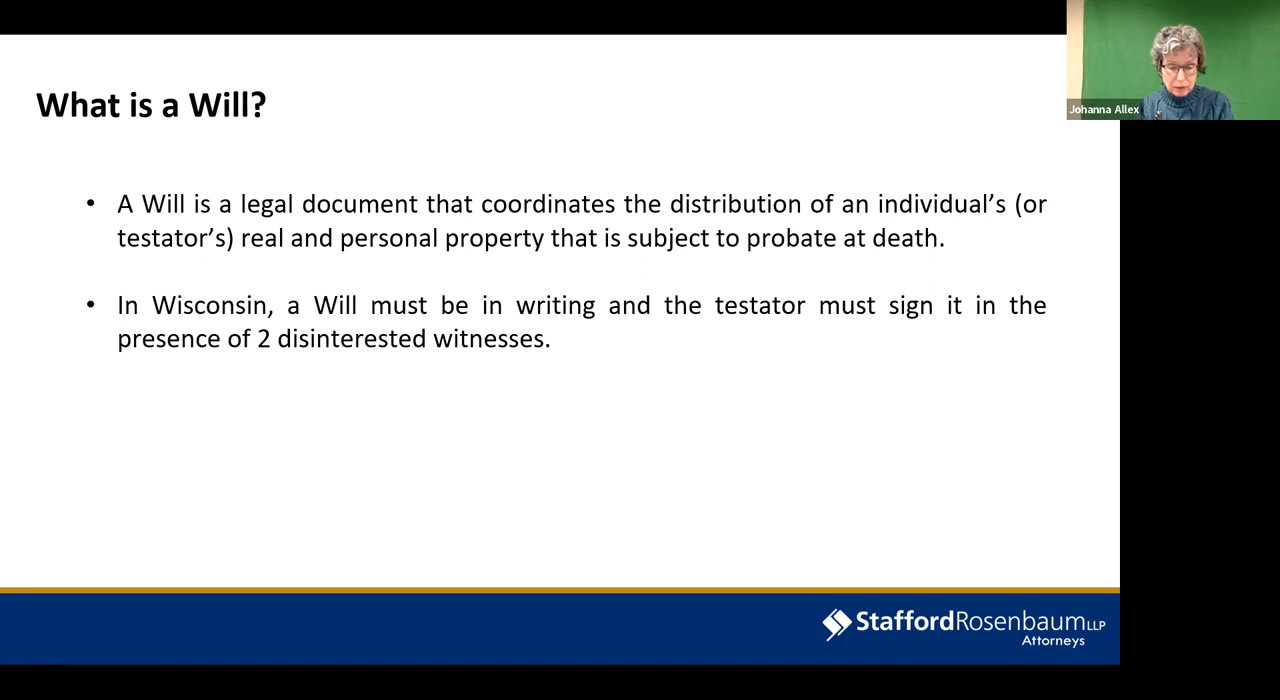 What is a Will?
Johanna Allex
• A Will is a legal document that coordinates the distribution of an individual’s (or
testator’s) real and personal property that is subject to probate at death.
• In Wisconsin, a Will must be in writing and the testator must sign it in the
presence of 2 disinterested witnesses.
StaffordRosenbaum LLP
Attorneys